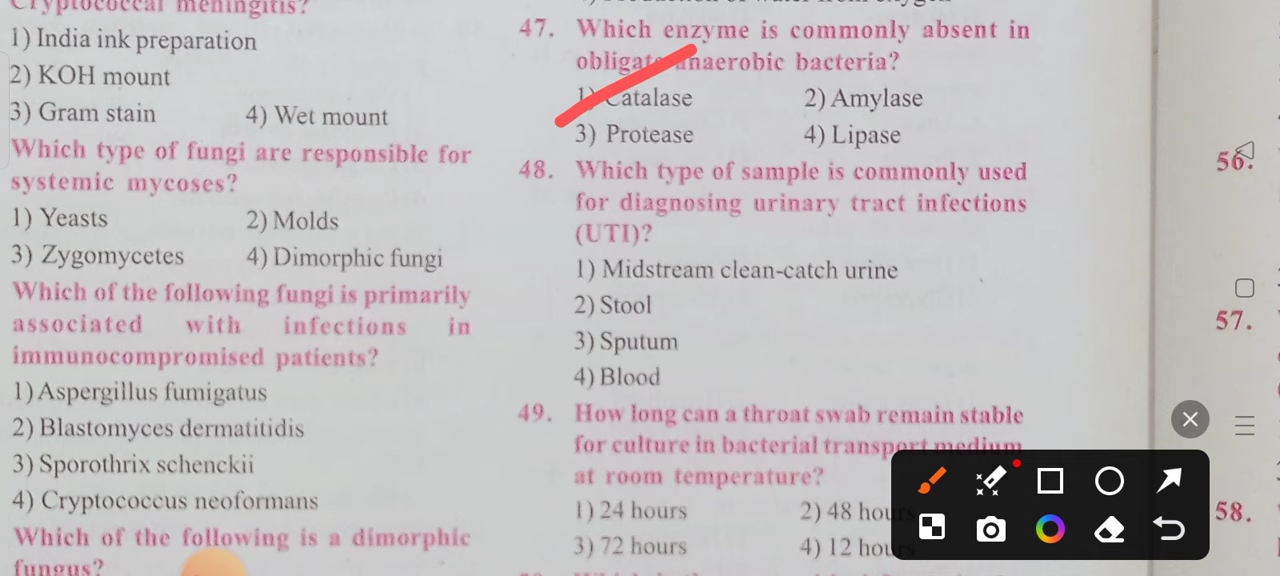 Cryptococcal meningitis?
1) India ink preparation
2) KOH mount
3) Gram stain 4) Wet mount
Which type of fungi are responsible for
systemic mycoses?
1) Yeasts 2) Molds
3) Zygomycetes 4) Dimorphic fungi
Which of the following fungi is primarily
associated with infections in
immunocompromised patients?
1) Aspergillus fumigatus
2) Blastomyces dermatitidis
3) Sporothrix schenckii
4) Cryptococcus neoformans
Which of the following is a dimorphic
fungus?
47. Which enzyme is commonly absent in
obligate anaerobic bacteria?
1) Catalase 2) Amylase
3) Protease 4) Lipase
48. Which type of sample is commonly used
for diagnosing urinary tract infections
(UTI)?
1) Midstream clean-catch urine
2) Stool
3) Sputum
4) Blood
49. How long can a throat swab remain stable
for culture in bacterial transport medium
at room temperature?
1) 24 hours 2) 48 hours
3) 72 hours 4) 12 hours
56.
57.
58.